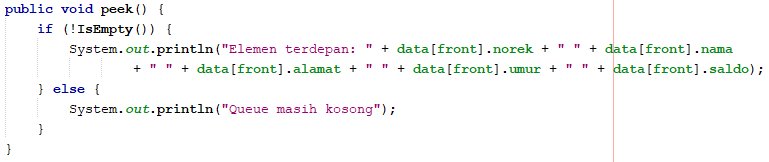 public void peek() {
    if (!IsEmpty()) {
        System.out.println("Elemen terdepan: " + data[front].norek + " " + data[front].nama
                + " " + data[front].alamat + " " + data[front].umur + " " + data[front].saldo);
    } else {
        System.out.println("Queue masih kosong");
    }
}